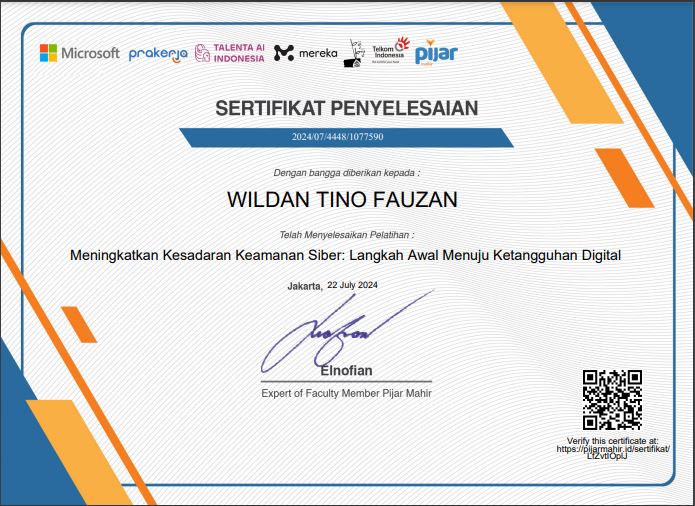 Microsoft prakerja TALENTA AI INDONESIA mereka Telkom Indonesia pijar mahir
SERTIFIKAT PENYELESAIAN
2024/07/4448/1077590
Dengan bangga diberikan kepada :
WILDAN TINO FAUZAN
Telah Menyelesaikan Pelatihan :
Meningkatkan Kesadaran Keamanan Siber: Langkah Awal Menuju Ketangguhan Digital
Jakarta, 22 July 2024
Elnofian
Expert of Faculty Member Pijar Mahir
Verify this certificate at:
https://pijarmahir.id/sertifikat/